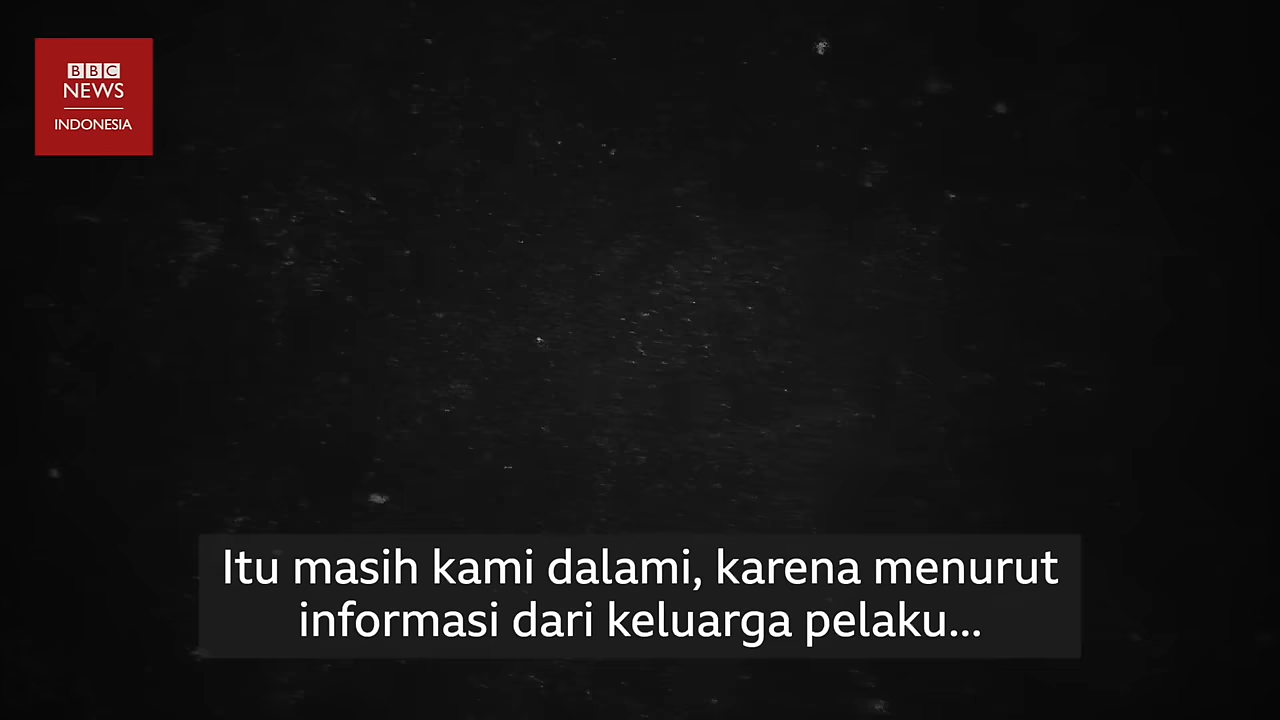 BBC
NEWS
INDONESIA
Itu masih kami dalami, karena menurut
informasi dari keluarga pelaku...